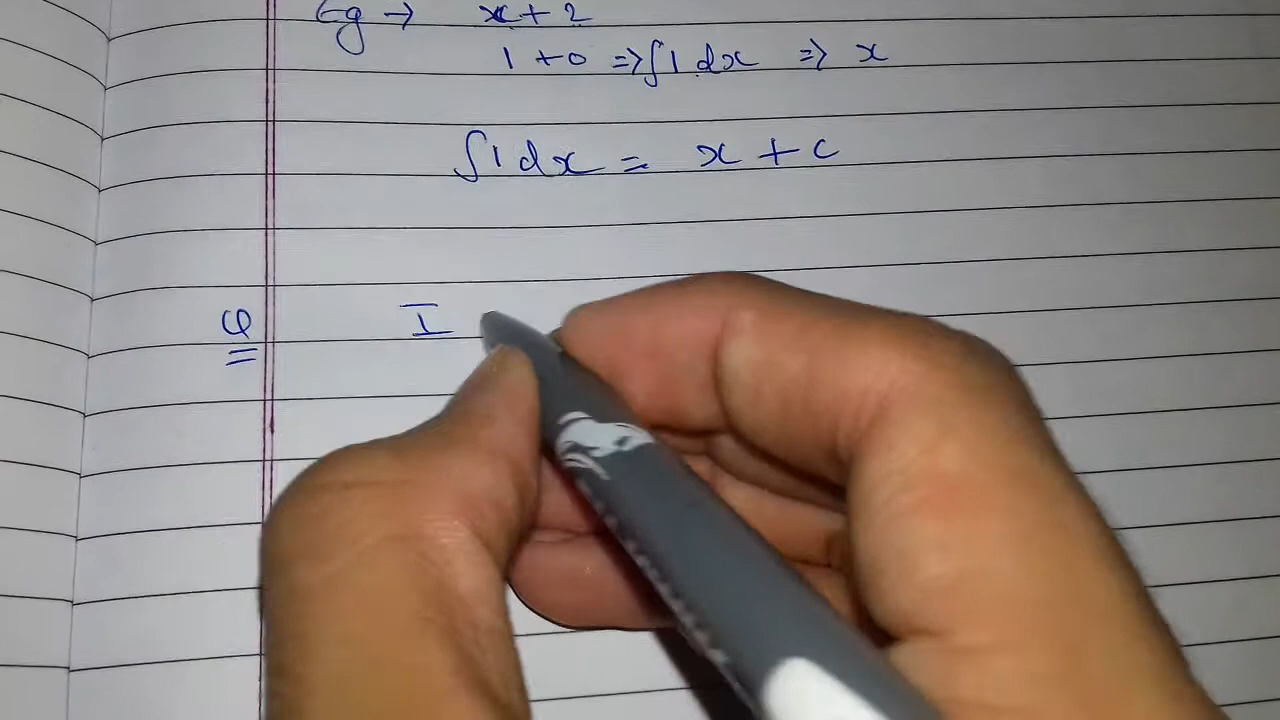 Eg → x + 2
1 + 0 ⇒ ∫1 dx ⇒ x
∫1 dx = x + c
Q I